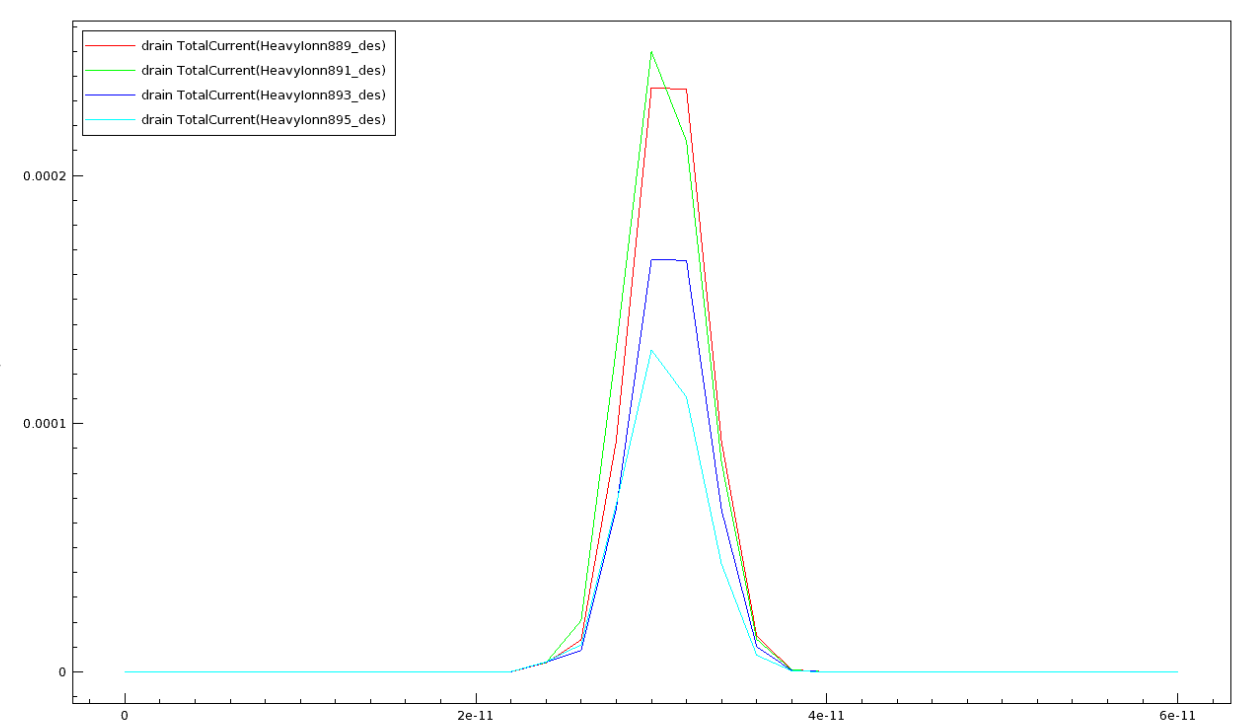 drain TotalCurrent(HeavyIonn889_des)
drain TotalCurrent(HeavyIonn891_des)
drain TotalCurrent(HeavyIonn893_des)
drain TotalCurrent(HeavyIonn895_des)
0.0002
0.0001
0
0 2e-11 4e-11 6e-11